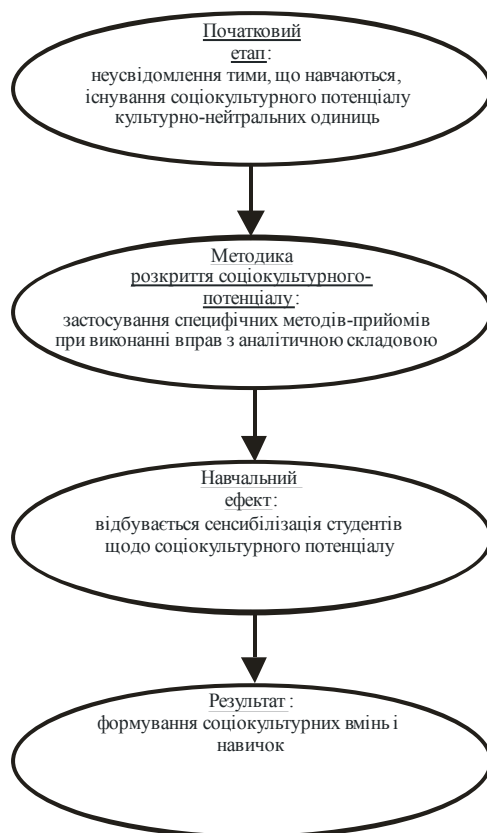 Початковий
етап:
неусвідомлення тими, що навчаються,
існування соціокультурного потенціалу
культурно-нейтральних одиниць
Методика
розкриття соціокультурного-
потенціалу:
застосування специфічних методів-прийомів
при виконанні вправ з аналітичною складовою
Навчальний
ефект:
відбувається сенсибілізація студентів
щодо соціокультурного потенціалу
Результат:
формування соціокультурних вмінь і
навичок